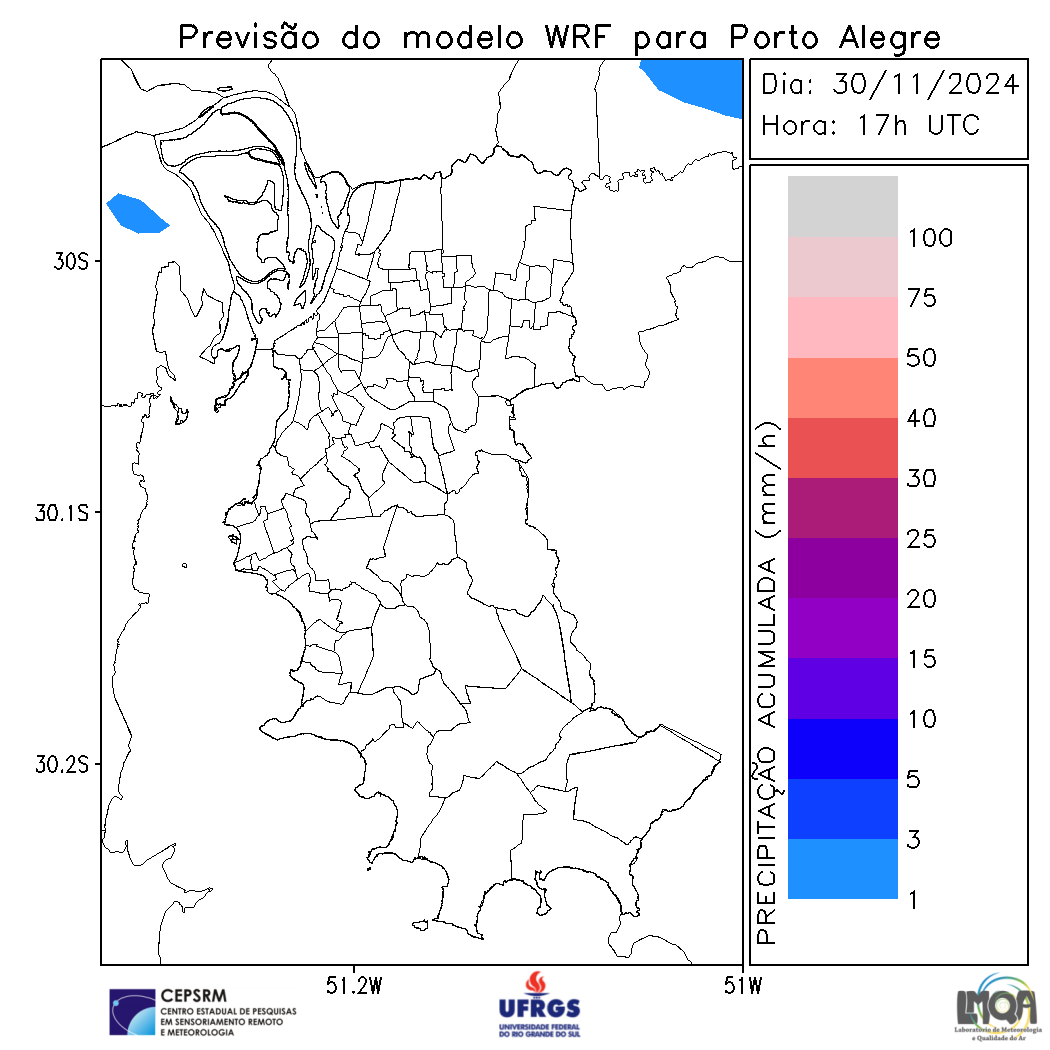 Previsão do modelo WRF para Porto Alegre
Dia: 30/11/2024
Hora: 17h UTC
30S
30.1S
30.2S
51.2W
51W
PRECIPITAÇÃO ACUMULADA (mm/h)
100
75
50
40
30
25
20
15
10
5
3
1
CEPSRM
CENTRO ESTADUAL DE PESQUISAS
EM SENSORIAMENTO REMOTO
E METEOROLOGIA
UFRGS
UNIVERSIDADE FEDERAL
DO RIO GRANDE DO SUL
LMQA
Laboratório de Meteorologia
e Qualidade do Ar